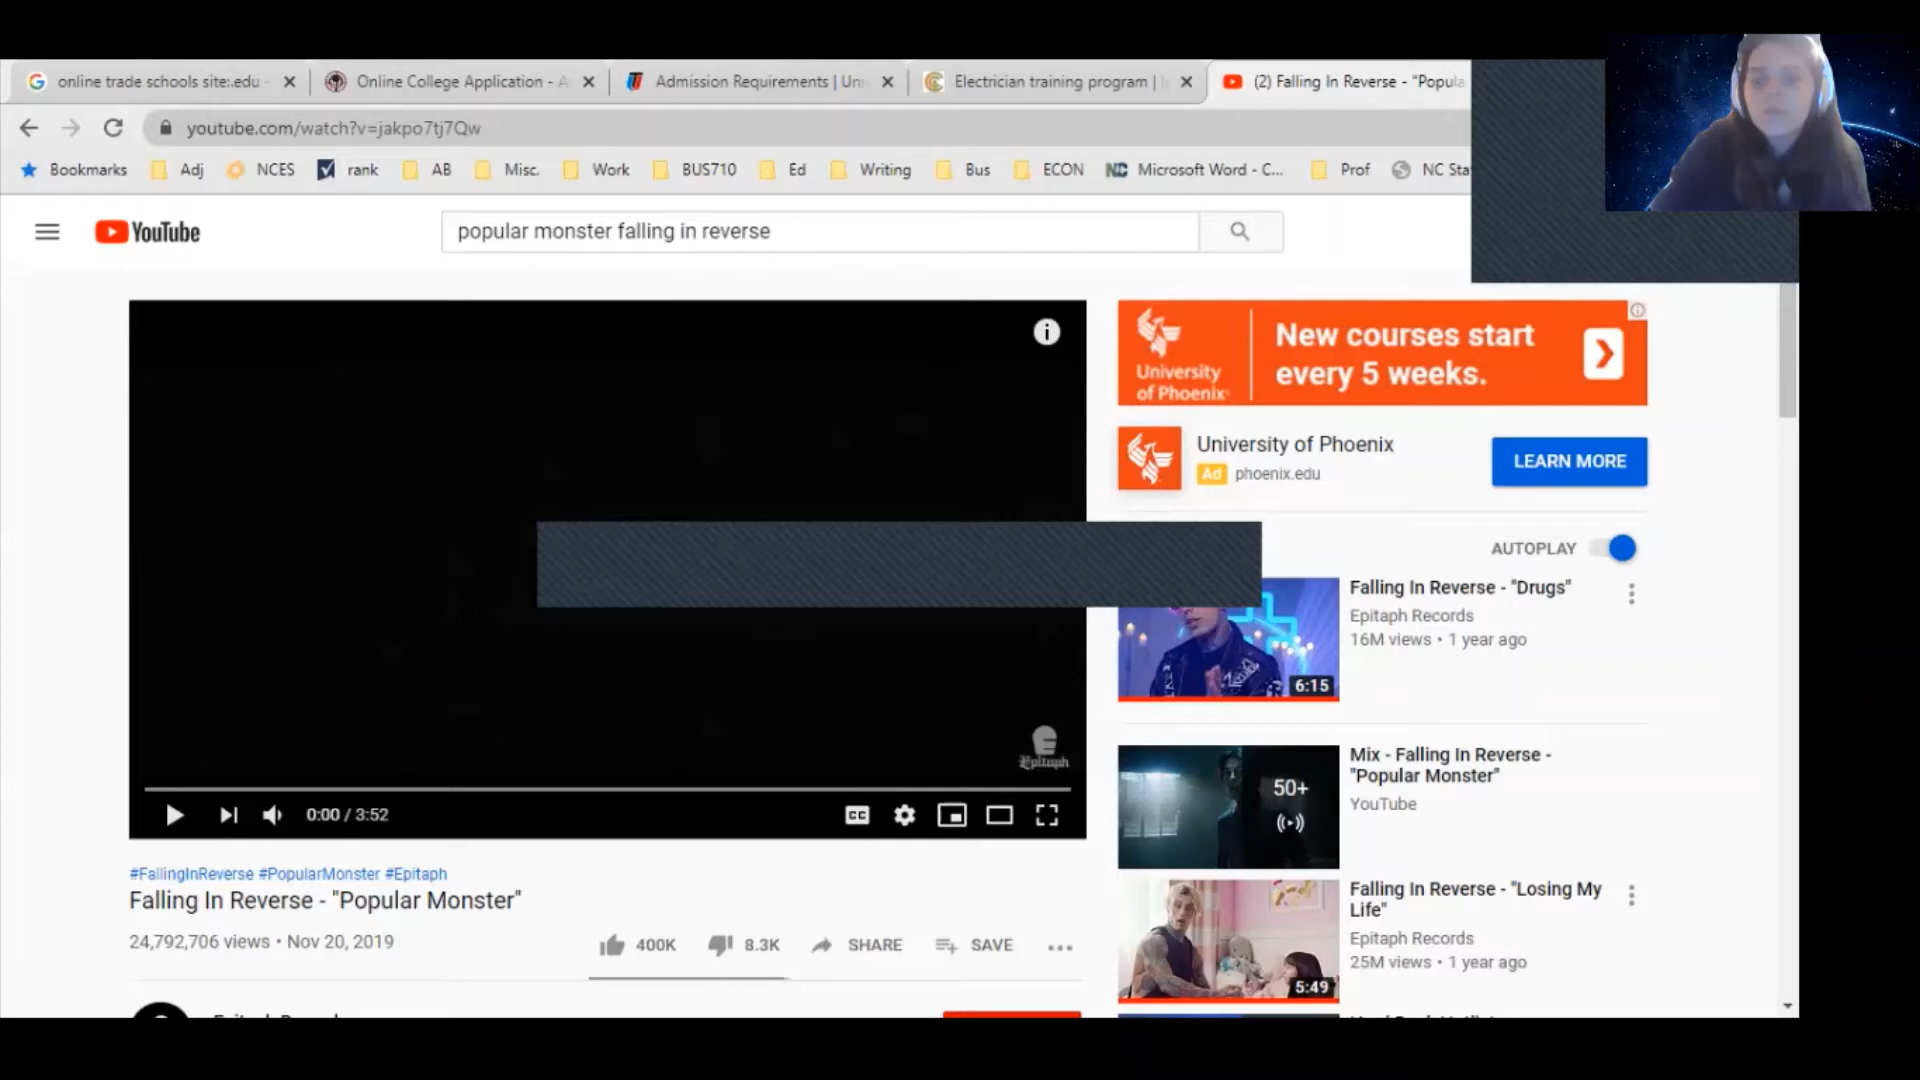 online trade schools site:.edu
Online College Application - A
Admission Requirements | Uni
Electrician training program | I
(2) Falling In Reverse - "Popula
youtube.com/watch?v=jakpo7tj7Qw
Bookmarks Adj NCES rank AB Misc. Work BUS710 Ed Writing Bus ECON NC Microsoft Word - C... Prof NC Sta
YouTube
popular monster falling in reverse
University
of Phoenix
New courses start
every 5 weeks.
University of Phoenix
Ad phoenix.edu
LEARN MORE
AUTOPLAY
Falling In Reverse - "Drugs"
Epitaph Records
16M views • 1 year ago
6:15
Epitaph
0:00 / 3:52
CC
Mix - Falling In Reverse -
"Popular Monster"
YouTube
50+
#FallingInReverse #PopularMonster #Epitaph
Falling In Reverse - "Popular Monster"
24,792,706 views • Nov 20, 2019
400K 8.3K SHARE SAVE
Falling In Reverse - "Losing My
Life"
Epitaph Records
25M views • 1 year ago
5:49